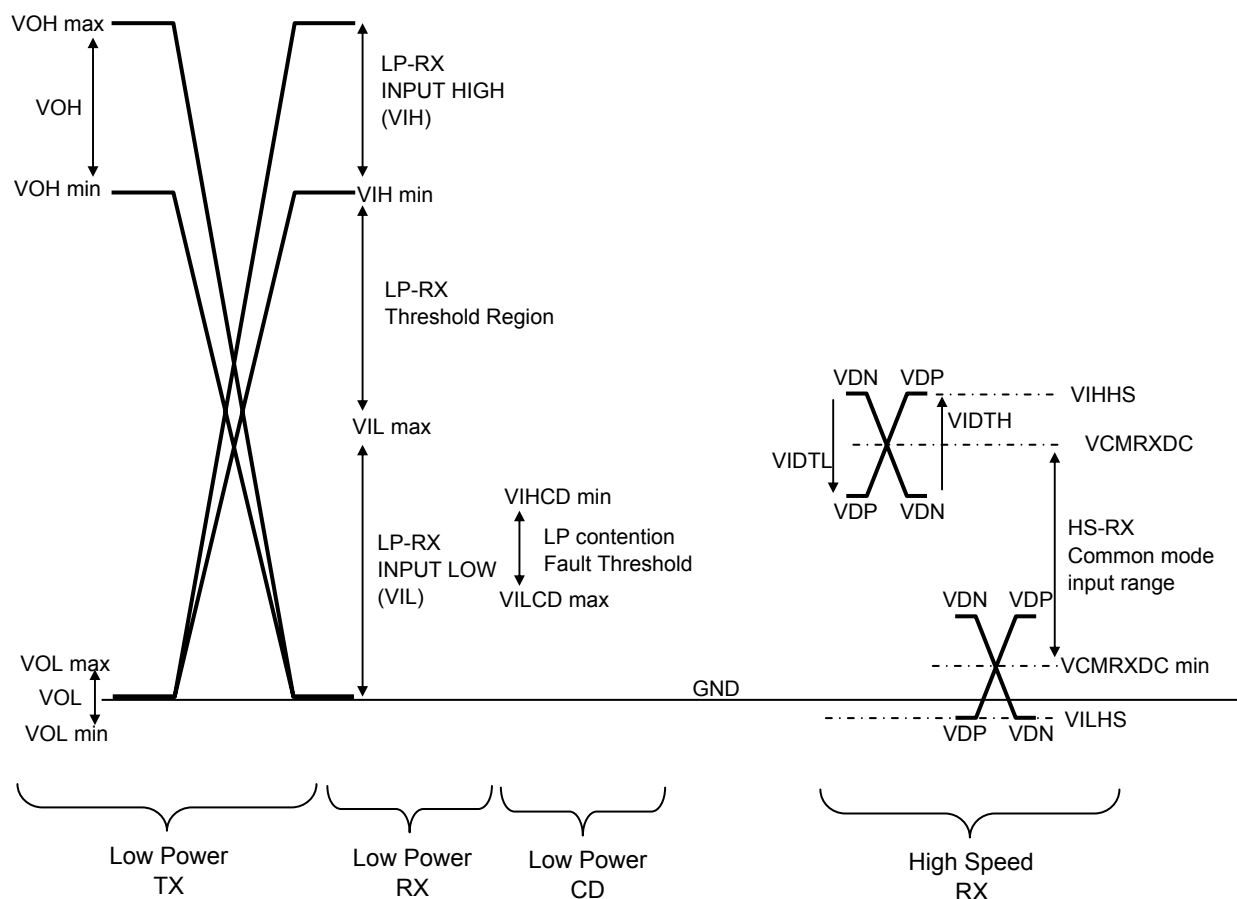 VOH max
VOH
VOH min
LP-RX
INPUT HIGH
(VIH)
VIH min
LP-RX
Threshold Region
VIL max
LP-RX
INPUT LOW
(VIL)
VIHCD min
LP contention
Fault Threshold
VILCD max
VOL max
VOL
VOL min
GND
VDN
VDP
VIHHS
VIDTH
VCMRXDC
VIDTL
VDP
VDN
HS-RX
Common mode
input range
VDN
VDP
VCMRXDC min
VILHS
VDP
VDN
Low Power
TX
Low Power
RX
Low Power
CD
High Speed
RX